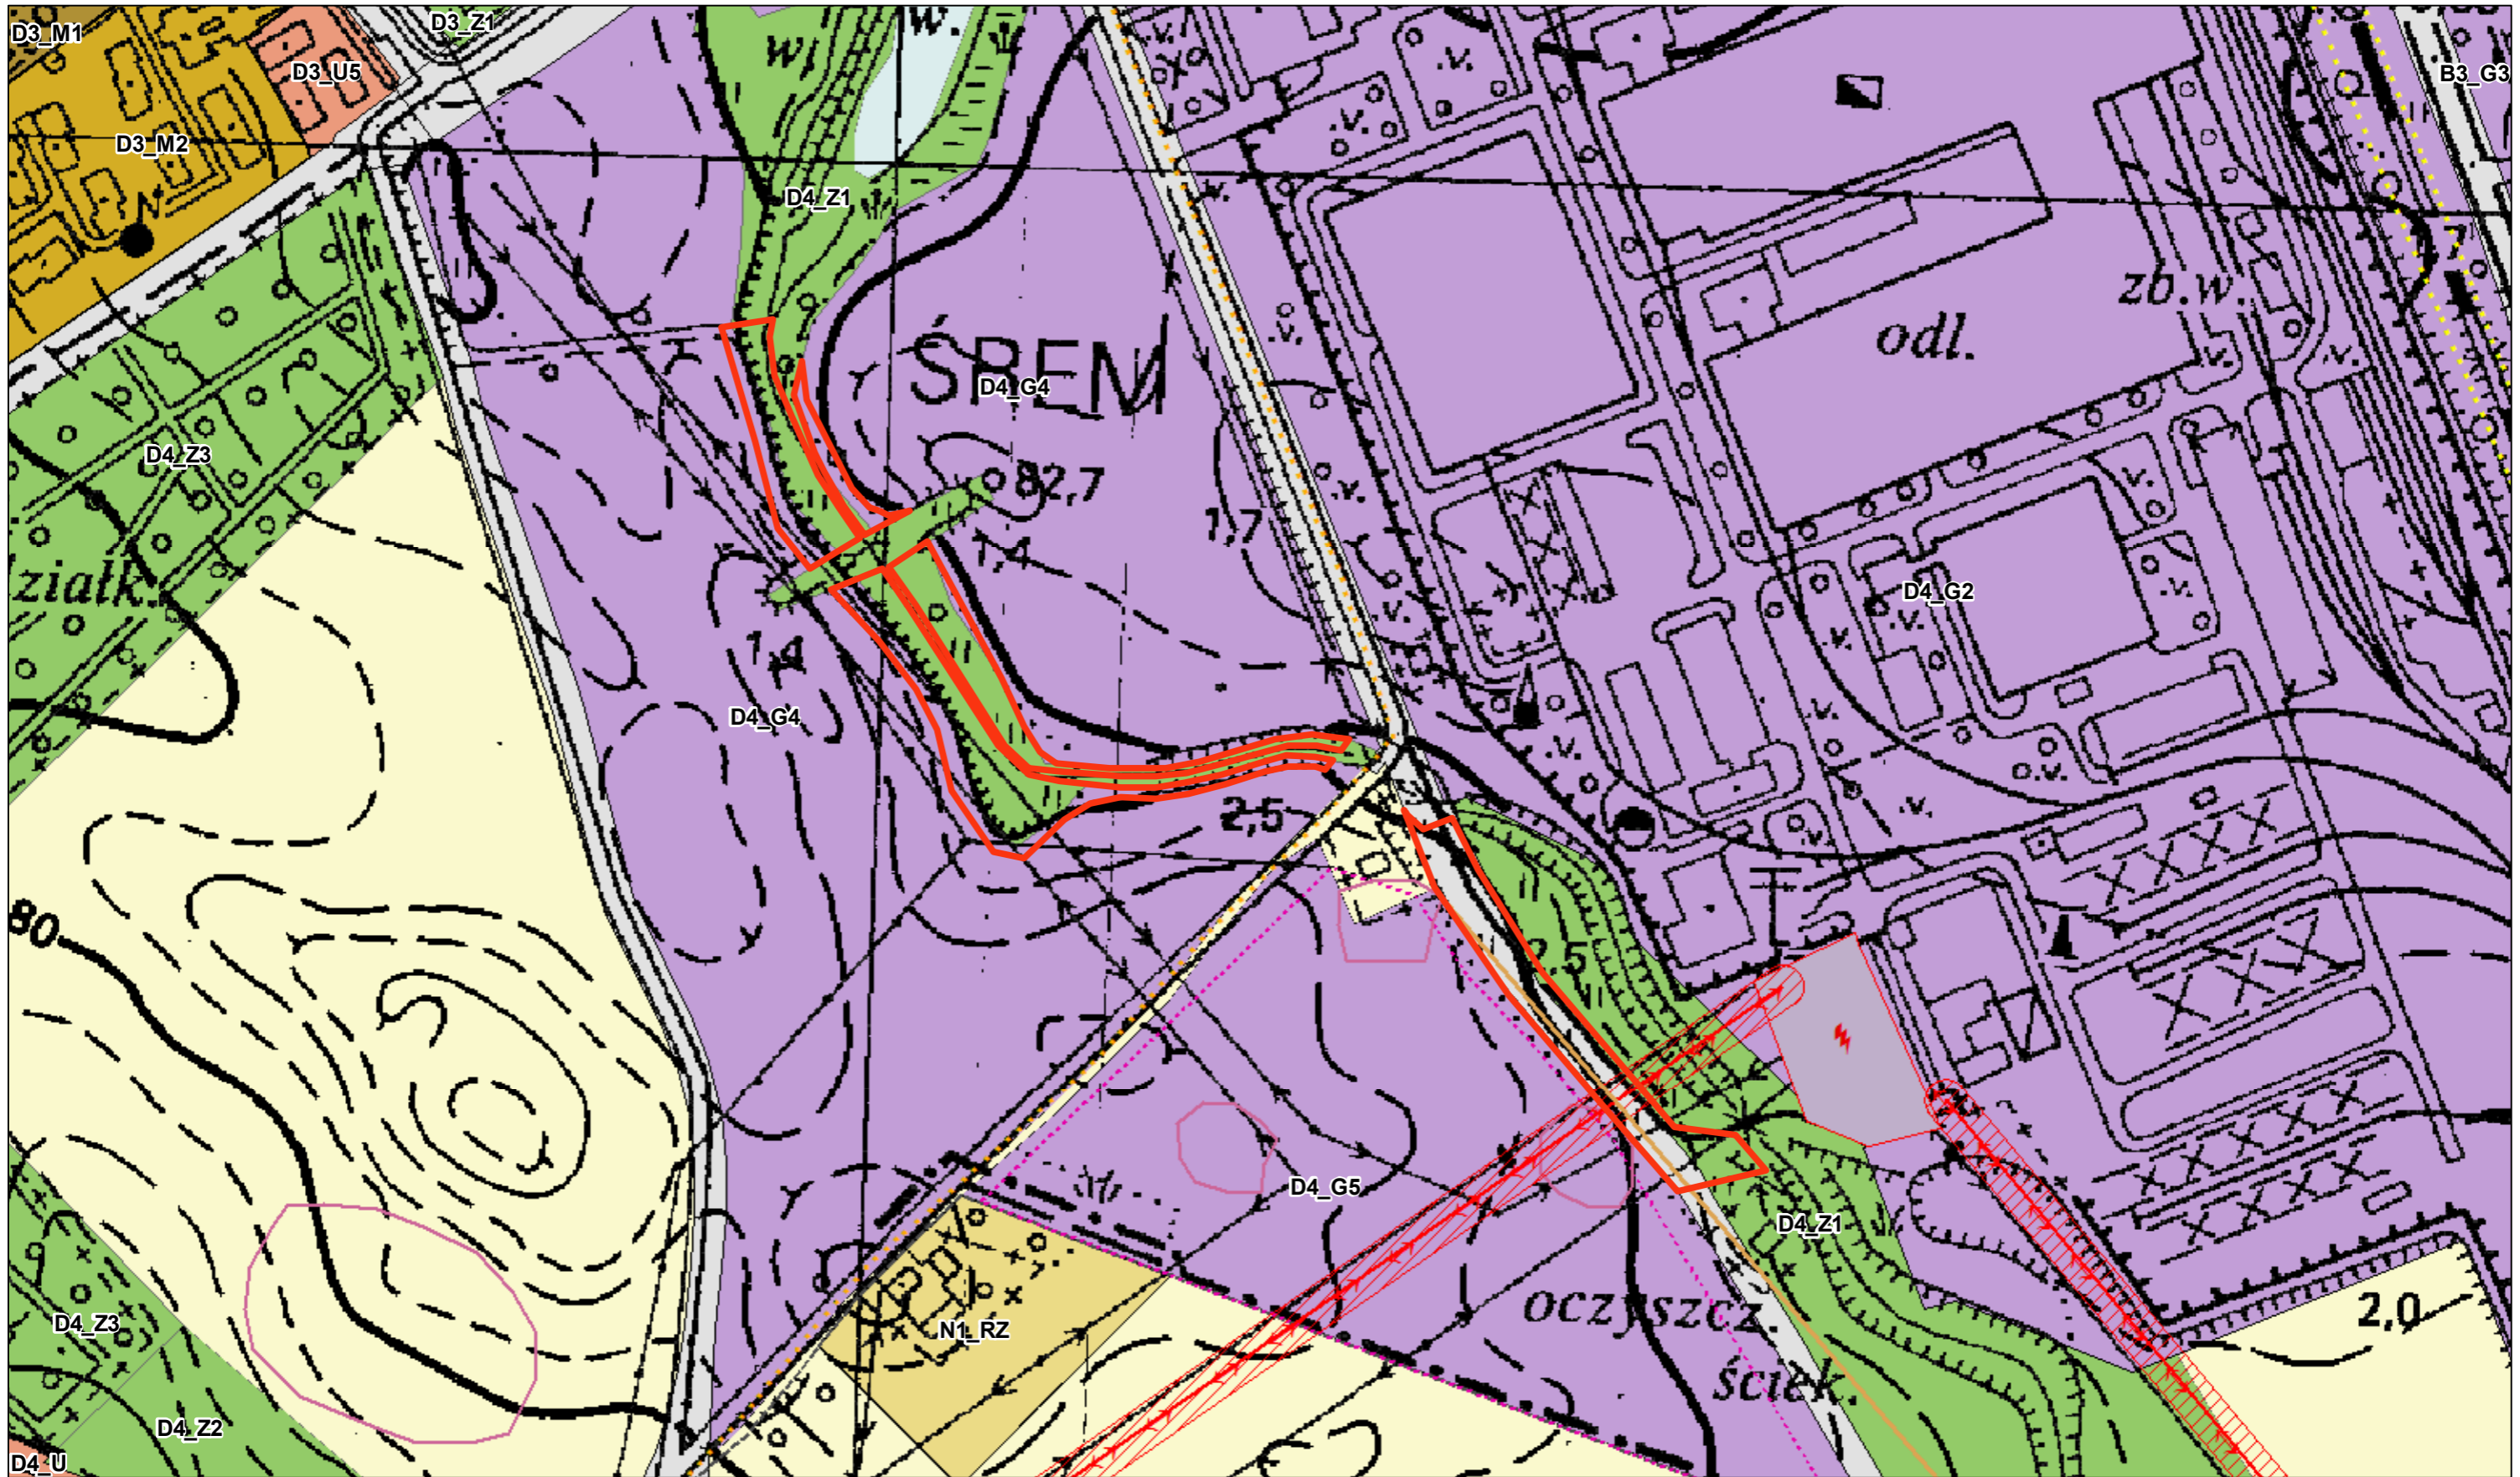 D3_M1
D3_Z1
w.
w.
D3_U5
B3_G3
D3_M2
D4_Z1
zb.w.
odl.
ŚREM
D4_G4
D4_Z3
82,7
1,7
1,4
działk.
D4_G2
1,4
D4_G4
2,5
80
2,5
D4_G5
D4_Z1
oczyszcz.
ściek.
2,0
D4_Z3
N1_RZ
D4_Z2
D4_U